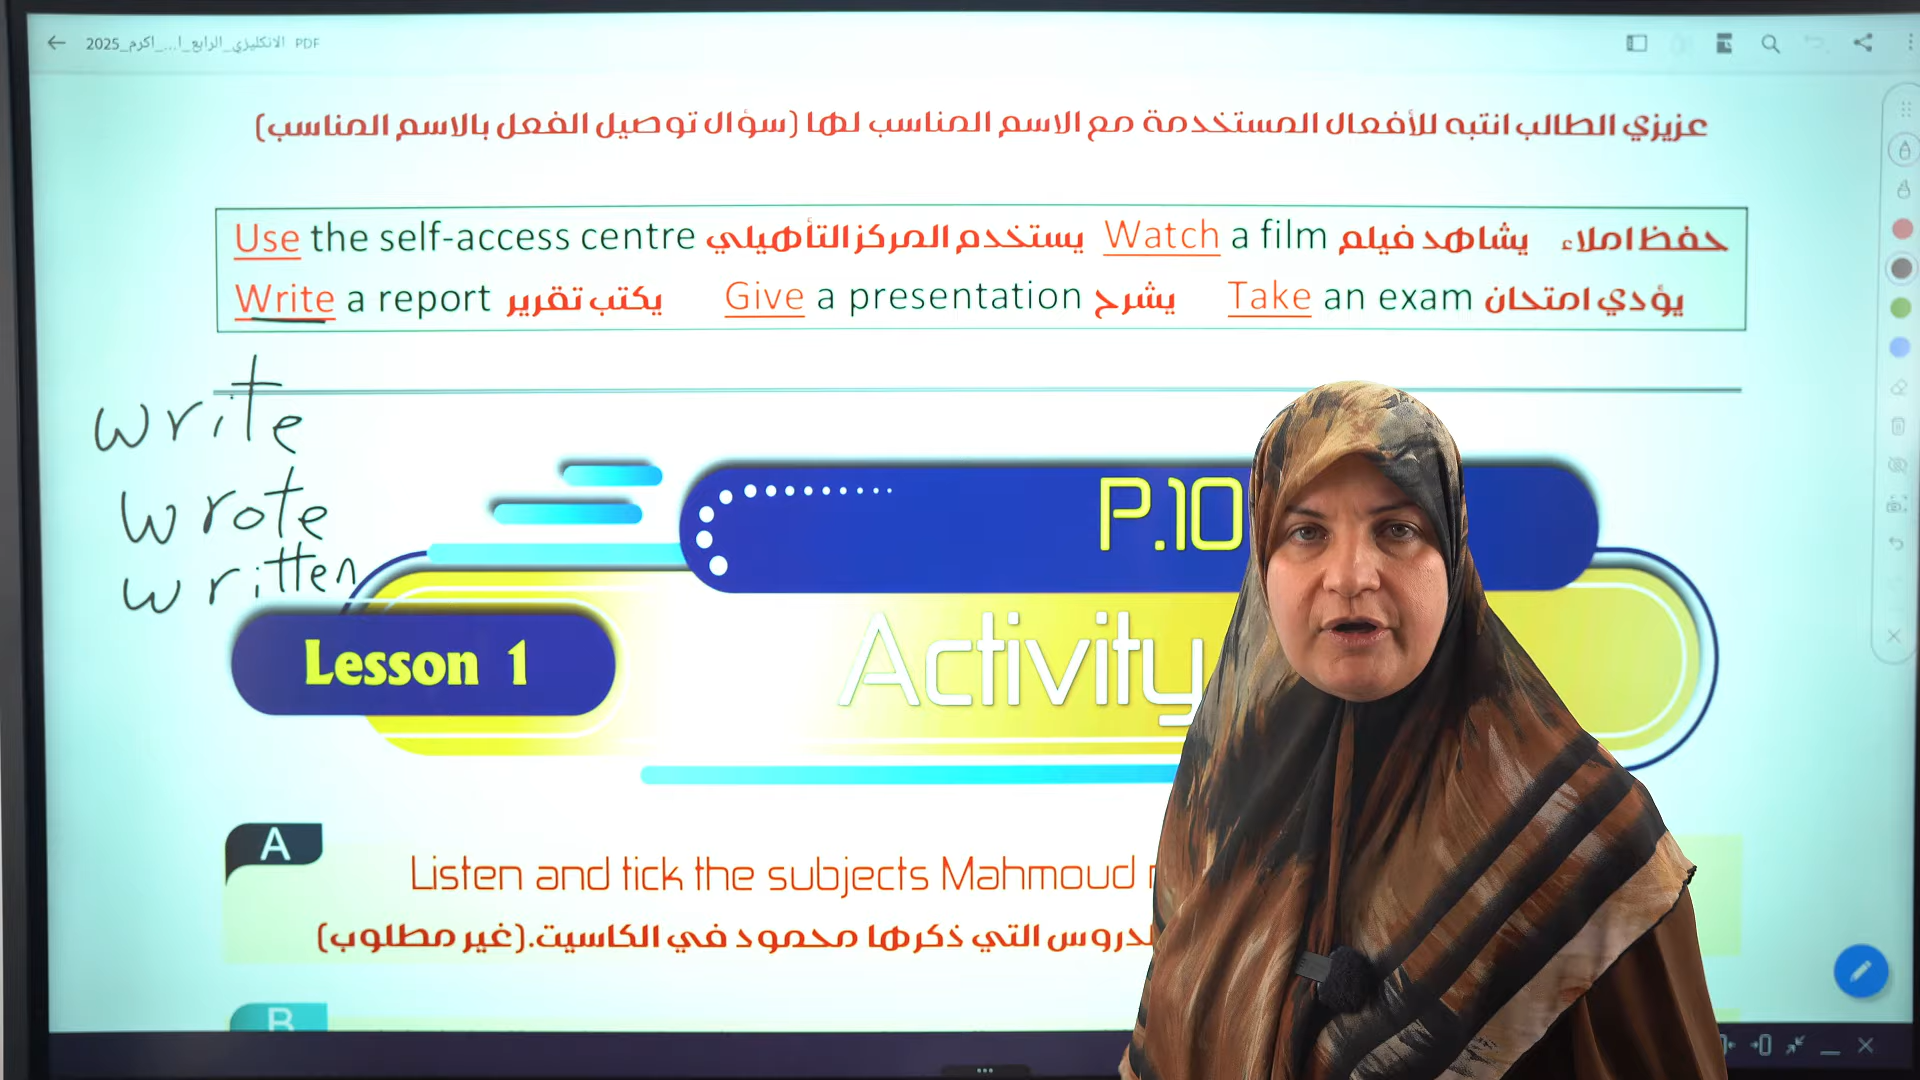 الانكليزي_الرابع_ا..._اكرم_2025 PDF
عزيزي الطالب انتبه للأفعال المستخدمة مع الاسم المناسب لها (سؤال توصيل الفعل بالاسم المناسب)
Use the self-access centre يستخدم المركز التأهيلي Watch a film يشاهد فيلم حفظ املاء
Write a report يكتب تقرير Give a presentation يشرح Take an exam يؤدي امتحان
write
wrote
written
P.10
Lesson 1
Activity
A
Listen and tick the subjects Mahmoud
التي ذكرها محمود في الكاسيت.(غير مطلوب)
B